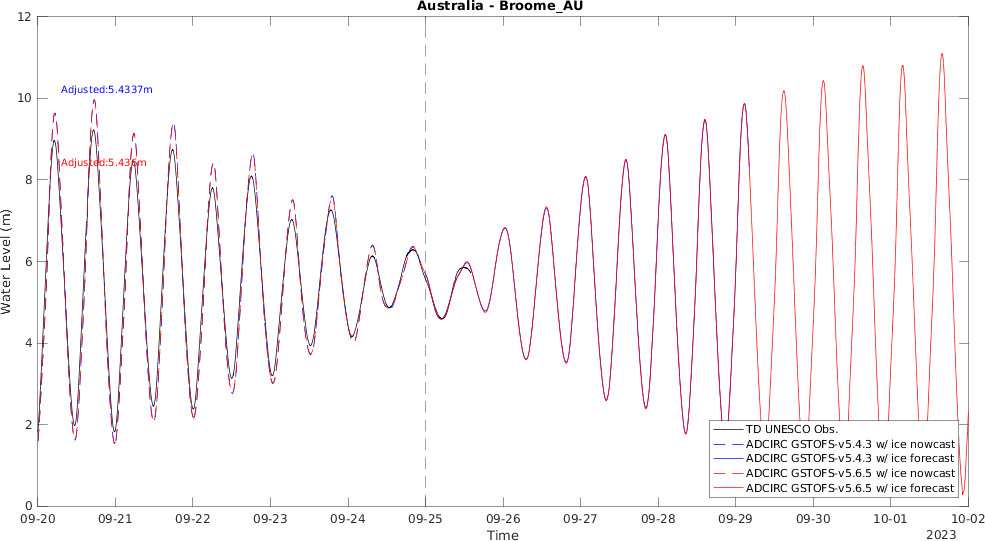 Australia - Broome_AU
12
10
8
6
4
2
0
Water Level (m)
Adjusted:5.4337m
Adjusted:5.436m
TD UNESCO Obs.
ADCIRC GSTOFS-v5.4.3 w/ ice nowcast
ADCIRC GSTOFS-v5.4.3 w/ ice forecast
ADCIRC GSTOFS-v5.6.5 w/ ice nowcast
ADCIRC GSTOFS-v5.6.5 w/ ice forecast
09-20 09-21 09-22 09-23 09-24 09-25 09-26 09-27 09-28 09-29 09-30 10-01 10-02
Time
2023